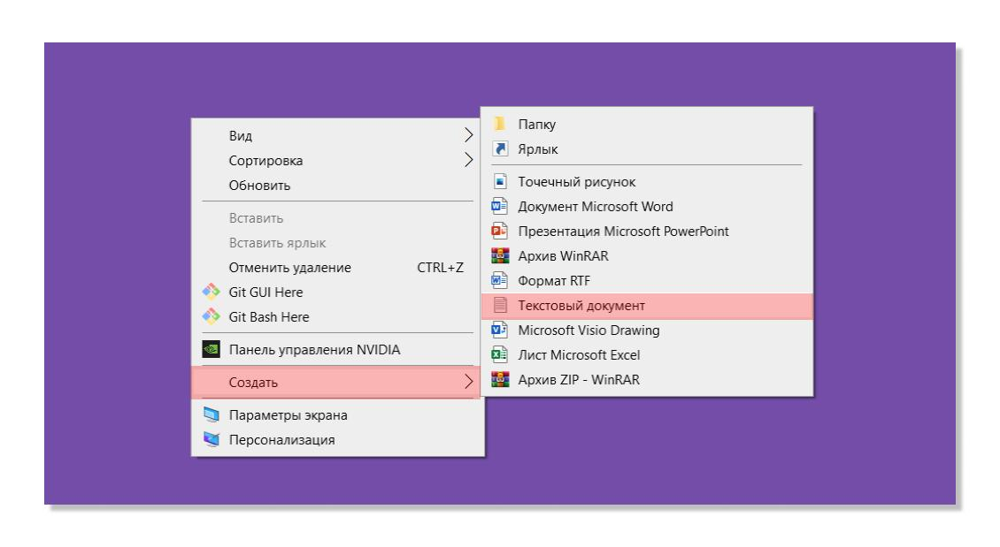 Вид
Сортировка
Обновить
Вставить
Вставить ярлык
Отменить удаление CTRL+Z
Git GUI Here
Git Bash Here
Панель управления NVIDIA
Создать
Параметры экрана
Персонализация
Папку
Ярлык
Точечный рисунок
Документ Microsoft Word
Презентация Microsoft PowerPoint
Архив WinRAR
Формат RTF
Текстовый документ
Microsoft Visio Drawing
Лист Microsoft Excel
Архив ZIP - WinRAR